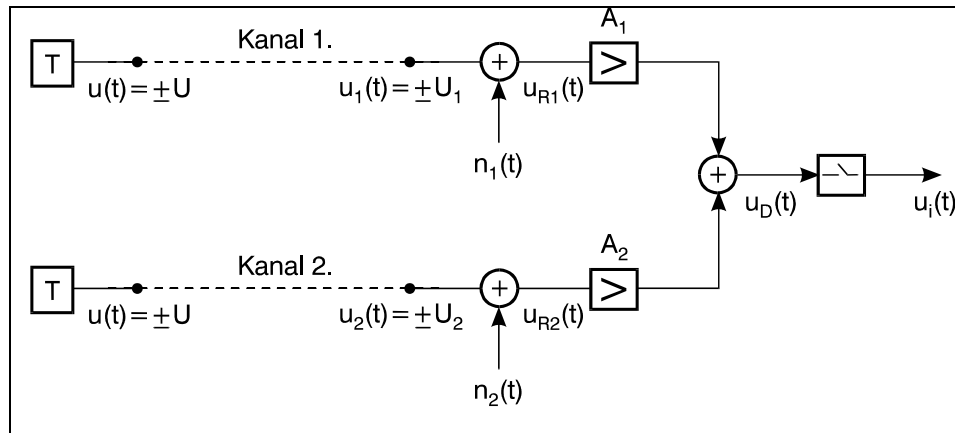 A₁
Kanal 1.
T
u(t) = ±U
u₁(t) = ±U₁
+
u_R1(t)
>
n₁(t)
+
u_D(t)
u_i(t)
A₂
Kanal 2.
T
u(t) = ±U
u₂(t) = ±U₂
+
u_R2(t)
>
n₂(t)